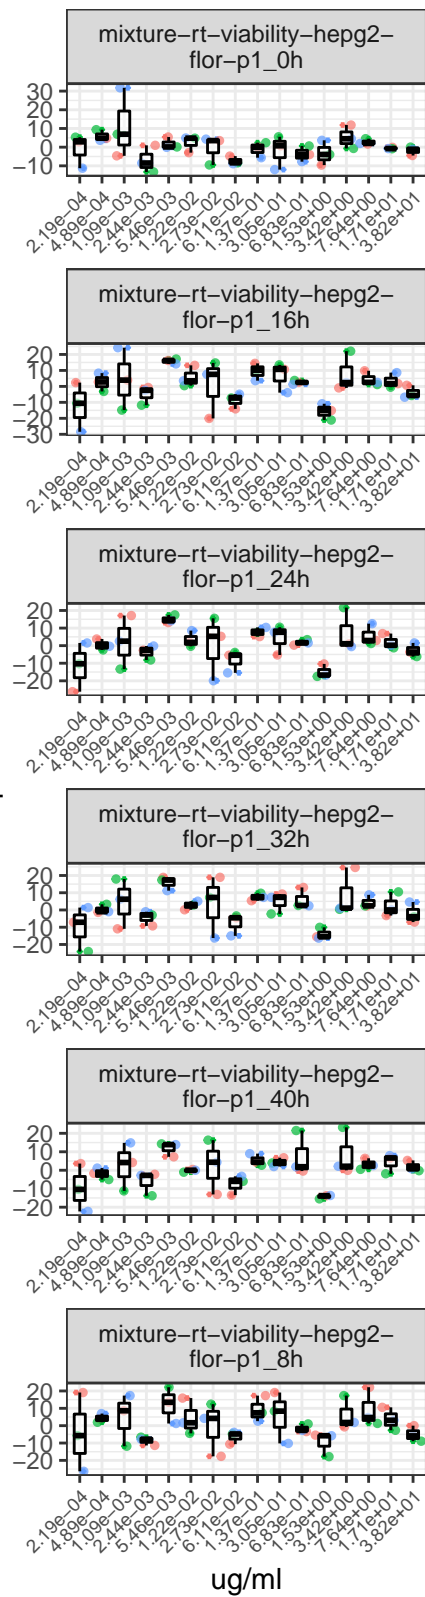 mixture−rt−viability−hepg2−
flor−p1_0h
30
20
10
0
−10
2.19e−04
4.89e−04
1.09e−03
2.44e−03
5.46e−03
1.22e−02
2.73e−02
6.11e−02
1.37e−01
3.05e−01
6.83e−01
1.53e+00
3.42e+00
7.64e+00
1.71e+01
3.82e+01
mixture−rt−viability−hepg2−
flor−p1_16h
20
10
0
−10
−20
−30
2.19e−04
4.89e−04
1.09e−03
2.44e−03
5.46e−03
1.22e−02
2.73e−02
6.11e−02
1.37e−01
3.05e−01
6.83e−01
1.53e+00
3.42e+00
7.64e+00
1.71e+01
3.82e+01
mixture−rt−viability−hepg2−
flor−p1_24h
20
10
0
−10
−20
2.19e−04
4.89e−04
1.09e−03
2.44e−03
5.46e−03
1.22e−02
2.73e−02
6.11e−02
1.37e−01
3.05e−01
6.83e−01
1.53e+00
3.42e+00
7.64e+00
1.71e+01
3.82e+01
mixture−rt−viability−hepg2−
flor−p1_32h
20
10
0
−10
−20
2.19e−04
4.89e−04
1.09e−03
2.44e−03
5.46e−03
1.22e−02
2.73e−02
6.11e−02
1.37e−01
3.05e−01
6.83e−01
1.53e+00
3.42e+00
7.64e+00
1.71e+01
3.82e+01
mixture−rt−viability−hepg2−
flor−p1_40h
20
10
0
−10
−20
2.19e−04
4.89e−04
1.09e−03
2.44e−03
5.46e−03
1.22e−02
2.73e−02
6.11e−02
1.37e−01
3.05e−01
6.83e−01
1.53e+00
3.42e+00
7.64e+00
1.71e+01
3.82e+01
mixture−rt−viability−hepg2−
flor−p1_8h
20
10
0
−10
−20
2.19e−04
4.89e−04
1.09e−03
2.44e−03
5.46e−03
1.22e−02
2.73e−02
6.11e−02
1.37e−01
3.05e−01
6.83e−01
1.53e+00
3.42e+00
7.64e+00
1.71e+01
3.82e+01
ug/ml